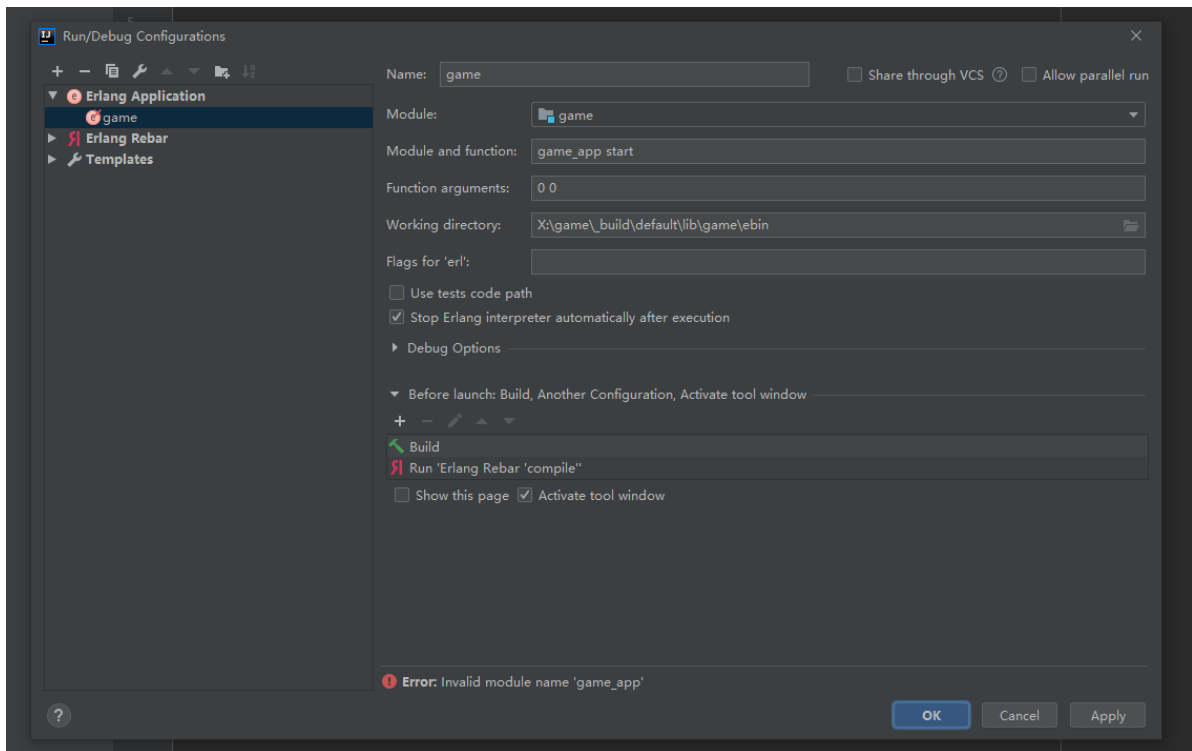 5
IJ Run/Debug Configurations
Name: game Share through VCS ? Allow parallel run
Erlang Application
game
Erlang Rebar
Templates
Module: game
Module and function: game_app start
Function arguments: 0 0
Working directory: X:\game\_build\default\lib\game\ebin
Flags for 'erl':
Use tests code path
Stop Erlang interpreter automatically after execution
Debug Options
Before launch: Build, Another Configuration, Activate tool window
Build
Run 'Erlang Rebar 'compile''
Show this page Activate tool window
Error: Invalid module name 'game_app'
? OK Cancel Apply